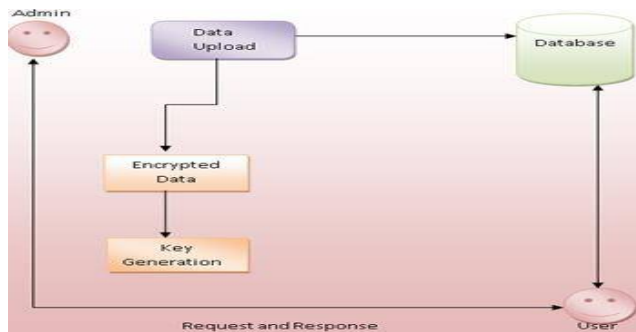 Admin
Data
Upload
Database
Encrypted
Data
Key
Generation
Request and Response
User